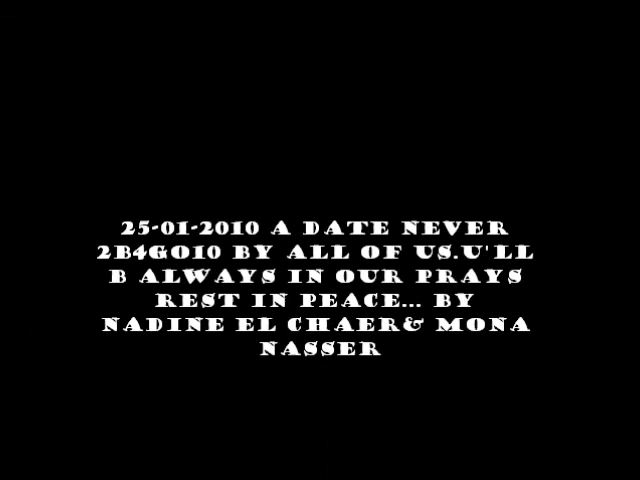 25-01-2010 A DATE NEVER
2B4GO10 BY ALL OF US.U'LL
B ALWAYS IN OUR PRAYS
REST IN PEACE... BY
NADINE EL CHAER& MONA
NASSER